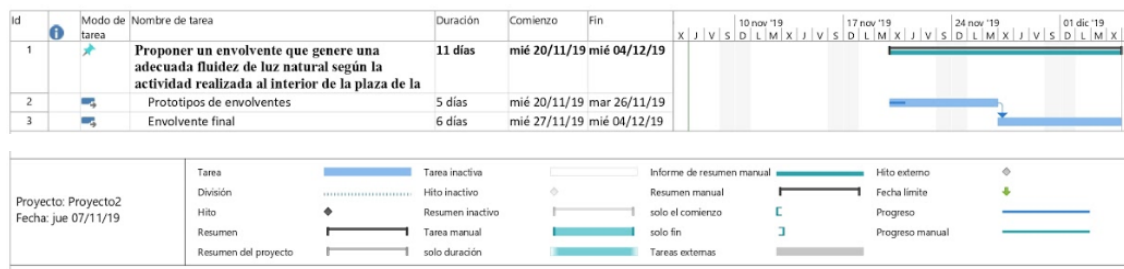 Id Modo de tarea Nombre de tarea Duración Comienzo Fin
10 nov '19 17 nov '19 24 nov '19 01 dic '19
X J V S D L M X J V S D L M X J V S D L M X J V S D L M X
1 Proponer un envolvente que genere una 11 días mié 20/11/19 mié 04/12/19
adecuada fluidez de luz natural según la
actividad realizada al interior de la plaza de la
2 Prototipos de envolventes 5 días mié 20/11/19 mar 26/11/19
3 Envolvente final 6 días mié 27/11/19 mié 04/12/19
Proyecto: Proyecto2
Fecha: jue 07/11/19
Tarea Tarea inactiva Informe de resumen manual Hito externo
División Hito inactivo Resumen manual Fecha límite
Hito Resumen inactivo solo el comienzo Progreso
Resumen Tarea manual solo fin Progreso manual
Resumen del proyecto solo duración Tareas externas